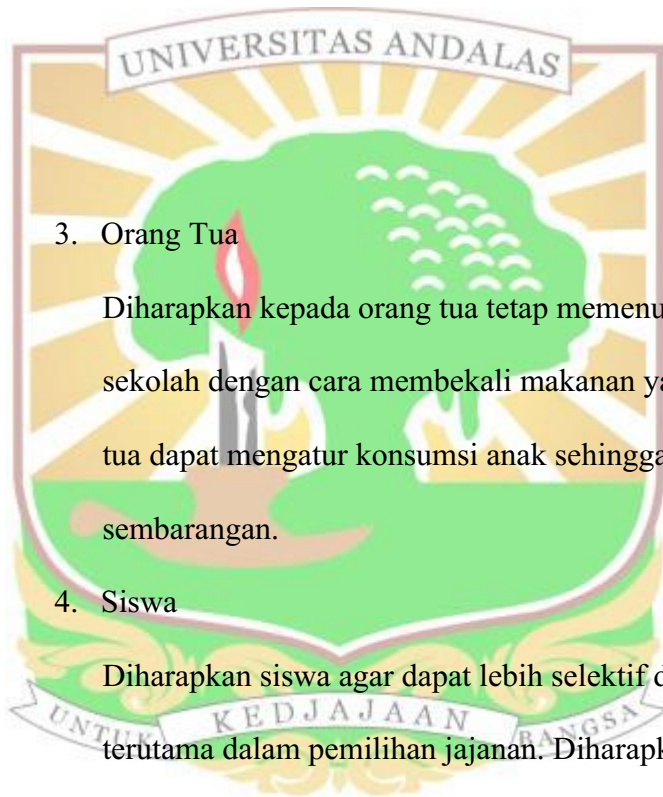 UNIVERSITAS ANDALAS
3. Orang Tua
Diharapkan kepada orang tua tetap memenu
sekolah dengan cara membekali makanan ya
tua dapat mengatur konsumsi anak sehingga
sembarangan.
4. Siswa
Diharapkan siswa agar dapat lebih selektif d
UNTUK KEDJAJAAN BANGSA
terutama dalam pemilihan jajanan. Diharapk